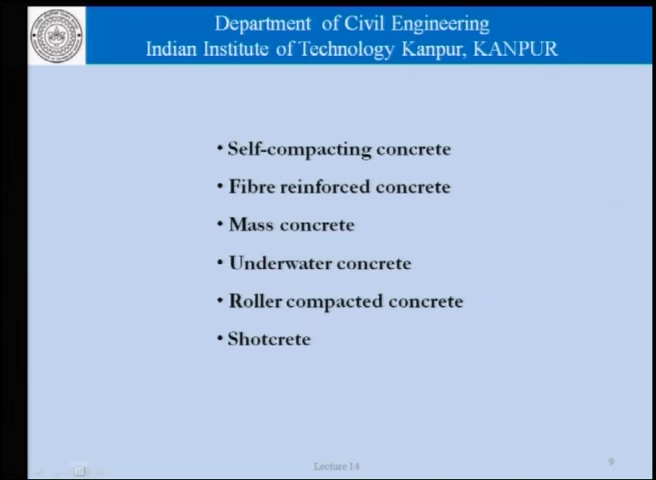 Department of Civil Engineering
Indian Institute of Technology Kanpur, KANPUR
• Self-compacting concrete
• Fibre reinforced concrete
• Mass concrete
• Underwater concrete
• Roller compacted concrete
• Shotcrete
Lecture 14
9